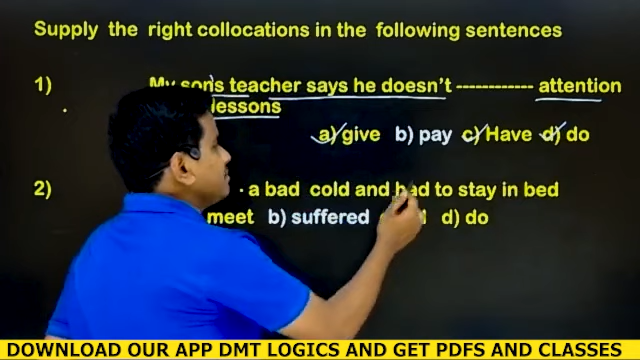 Supply the right collocations in the following sentences
1) My son's teacher says he doesn't ------------ attention
lessons
a) give b) pay c) Have d) do
2) a bad cold and had to stay in bed
meet b) suffered d) do
DOWNLOAD OUR APP DMT LOGICS AND GET PDFS AND CLASSES